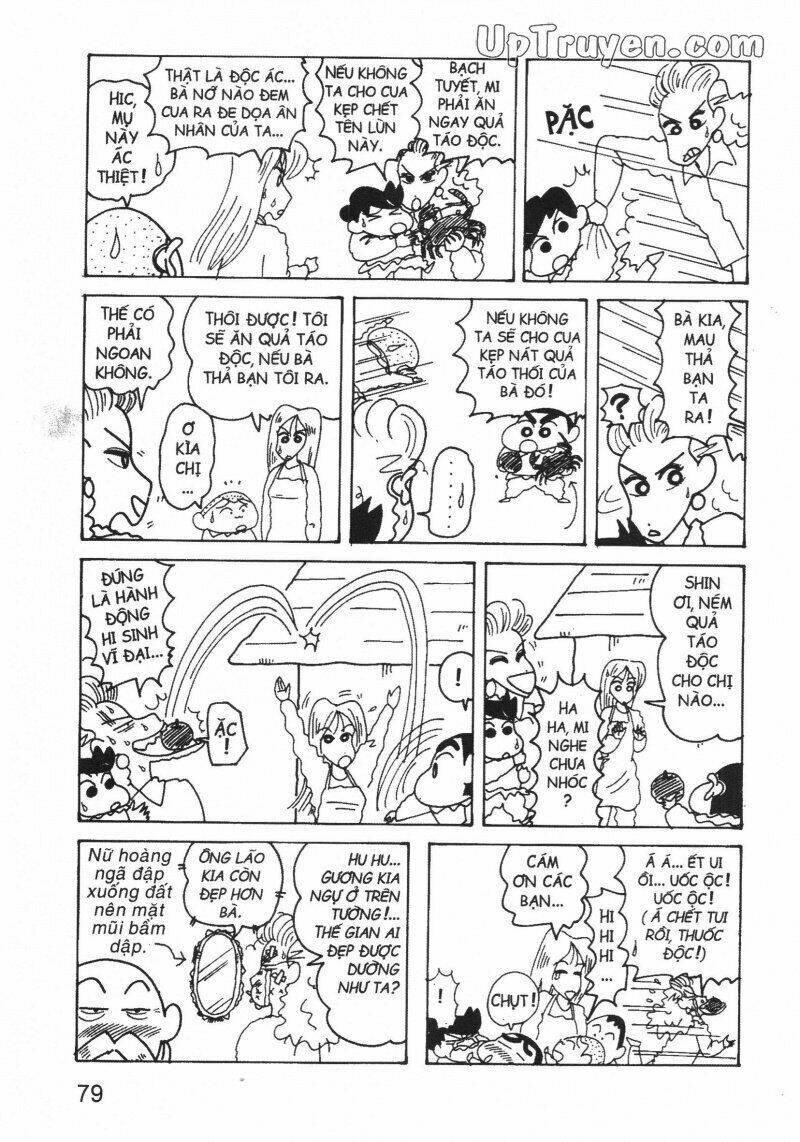 UpTruyen.com
PẶC
BẠCH
TUYẾT, MI
PHẢI ĂN
NGAY QUẢ
TÁO ĐỘC.
NẾU KHÔNG
TA CHO CUA
KẸP CHẾT
TÊN LÙN
NÀY.
THẬT LÀ ĐỘC ÁC...
BÀ NỠ NÀO ĐEM
CUA RA ĐE DỌA ÂN
NHÂN CỦA TA...
HIC,
MỤ
NÀY
ÁC
THIỆT!
BÀ KIA,
MAU
THẢ
BẠN
TA
RA!
?
NẾU KHÔNG
TA SẼ CHO CUA
KẸP NÁT QUẢ
TÁO THỐI CỦA
BÀ ĐÓ!
......
THÔI ĐƯỢC! TÔI
SẼ ĂN QUẢ TÁO
ĐỘC, NẾU BÀ
THẢ BẠN TÔI RA.
Ơ
KÌA
CHỊ
...
THẾ CÓ
PHẢI
NGOAN
KHÔNG.
SHIN
ƠI, NÉM
QUẢ
TÁO
ĐỘC
CHO CHỊ
NÀO...
HA
HA, MI
NGHE
CHƯA
NHÓC
?
!
ẶC
!
ĐÚNG
LÀ HÀNH
ĐỘNG
HI SINH
VĨ ĐẠI...
Á Á... ẾT UI
ỒI... UỐC ỘC!
UỐC ỘC!
(Á CHẾT TUI
RỒI, THUỐC
ĐỘC!)
CÁM
ƠN CÁC
BẠN...
HI
HI
HI
...
CHỤT!
!
HU HU...
GƯƠNG KIA
NGỰ Ở TRÊN
TƯỜNG!...
THẾ GIAN AI
ĐẸP ĐƯỢC
DƯỜNG
NHƯ TA?
ÔNG LÃO
KIA CÒN
ĐẸP HƠN
BÀ.
Nữ hoàng
ngã đập
xuống đất
nên mặt
mũi bầm
dập.
79